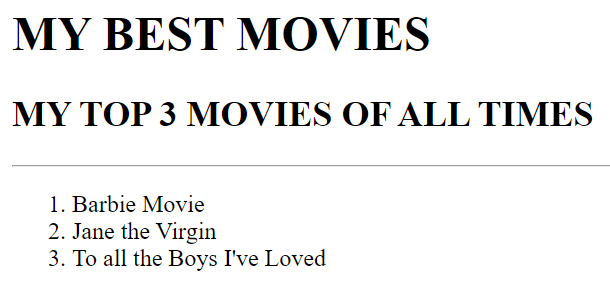 MY BEST MOVIES
MY TOP 3 MOVIES OF ALL TIMES
1. Barbie Movie
2. Jane the Virgin
3. To all the Boys I've Loved